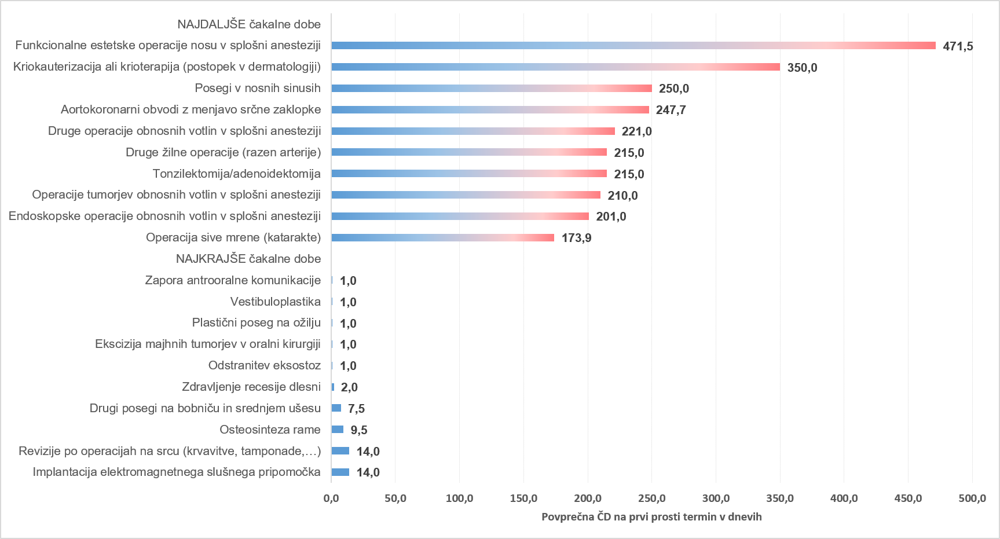 NAJDALJŠE čakalne dobe
Funkcionalne estetske operacije nosu v splošni anesteziji 471,5
Kriokauterizacija ali krioterapija (postopek v dermatologiji) 350,0
Posegi v nosnih sinusih 250,0
Aortokoronarni obvodi z menjavo srčne zaklopke 247,7
Druge operacije obnosnih votlin v splošni anesteziji 221,0
Druge žilne operacije (razen arterije) 215,0
Tonzilektomija/adenoidektomija 215,0
Operacije tumorjev obnosnih votlin v splošni anesteziji 210,0
Endoskopske operacije obnosnih votlin v splošni anesteziji 201,0
Operacija sive mrene (katarakte) 173,9
NAJKRAJŠE čakalne dobe
Zapora antrooralne komunikacije 1,0
Vestibuloplastika 1,0
Plastični poseg na ožilju 1,0
Ekscizija majhnih tumorjev v oralni kirurgiji 1,0
Odstranitev eksostoz 1,0
Zdravljenje recesije dlesni 2,0
Drugi posegi na bobniču in srednjem ušesu 7,5
Osteosinteza rame 9,5
Revizije po operacijah na srcu (krvavitve, tamponade,…) 14,0
Implantacija elektromagnetnega slušnega pripomočka 14,0
0,0 50,0 100,0 150,0 200,0 250,0 300,0 350,0 400,0 450,0 500,0
Povprečna ČD na prvi prosti termin v dnevih